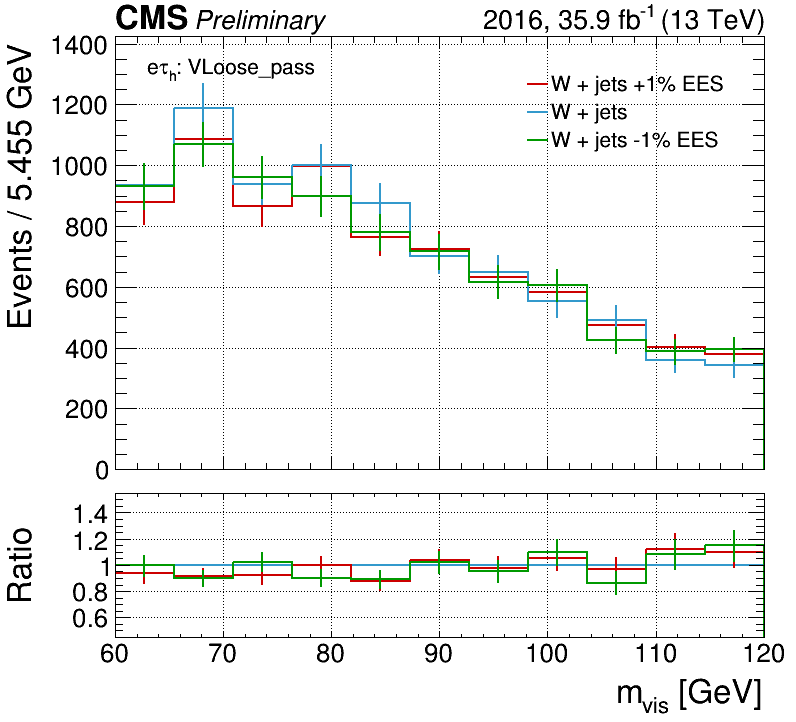 CMS Preliminary 2016, 35.9 fb⁻¹ (13 TeV)
eτₕ: VLoose_pass
W + jets +1% EES
W + jets
W + jets -1% EES
Events / 5.455 GeV
1400
1200
1000
800
600
400
200
0
Ratio
1.4
1.2
1
0.8
0.6
60 70 80 90 100 110 120
m_vis [GeV]